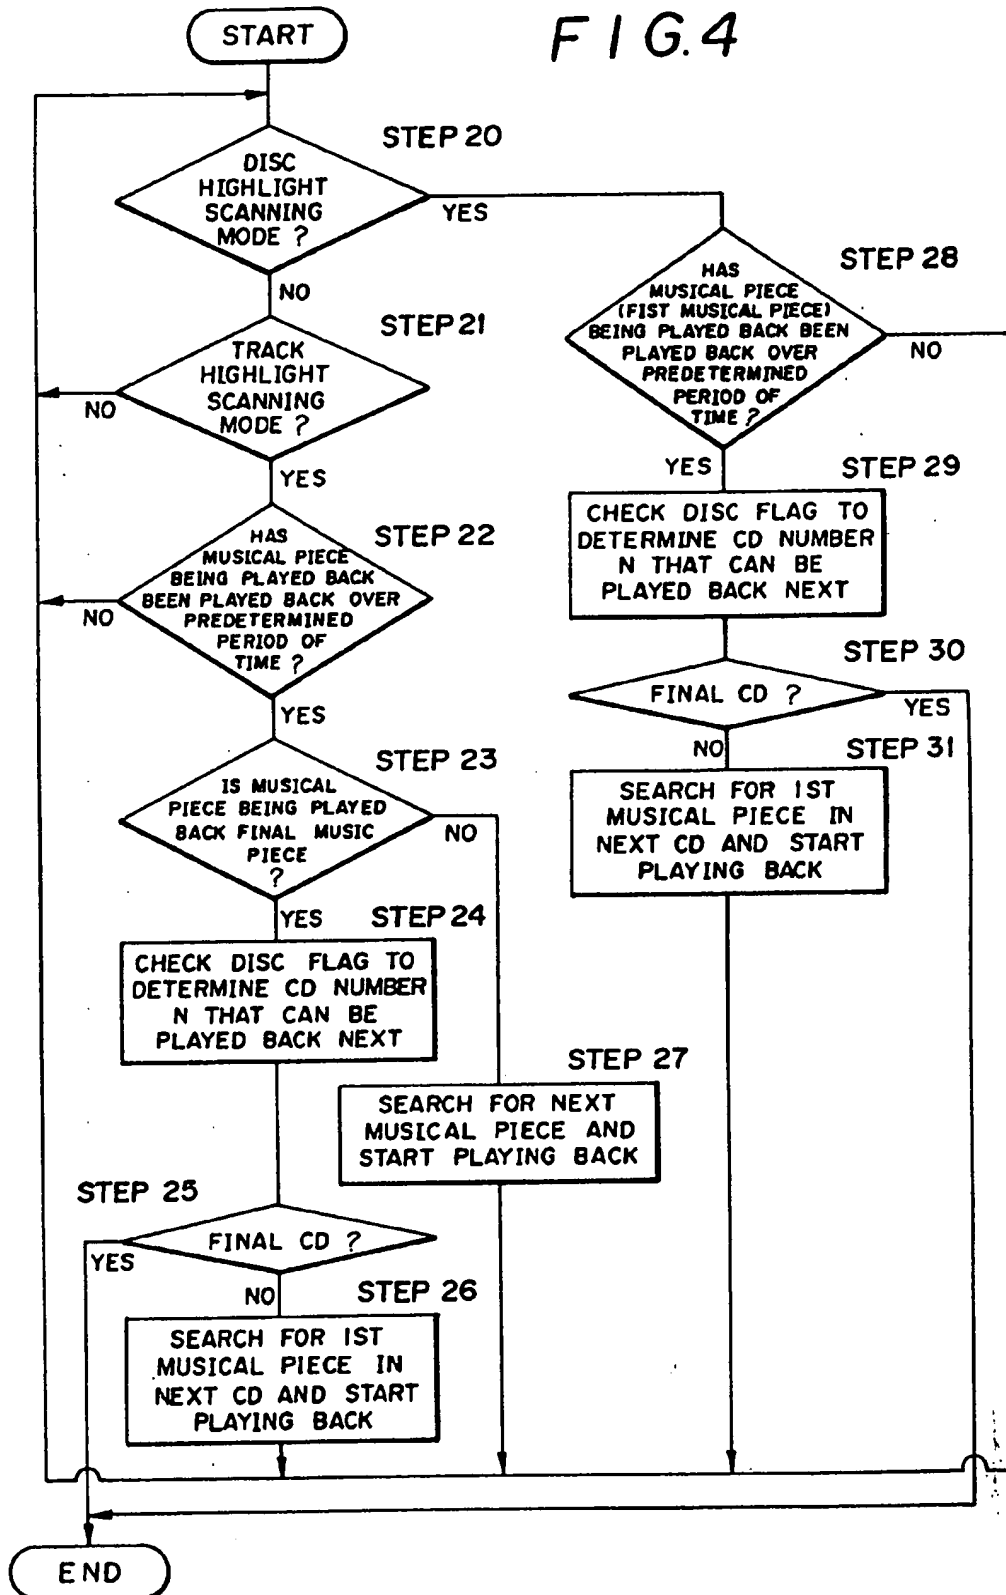 FIG.4
START
STEP 20
DISC
HIGHLIGHT
SCANNING
MODE ?
YES
NO
STEP 21
TRACK
HIGHLIGHT
SCANNING
MODE ?
NO
YES
STEP 22
HAS
MUSICAL PIECE
BEING PLAYED BACK
BEEN PLAYED BACK OVER
PREDETERMINED
PERIOD OF
TIME ?
NO
YES
STEP 23
IS MUSICAL
PIECE BEING PLAYED
BACK FINAL MUSIC
PIECE
?
NO
YES
STEP 24
CHECK DISC FLAG TO
DETERMINE CD NUMBER
N THAT CAN BE
PLAYED BACK NEXT
STEP 27
SEARCH FOR NEXT
MUSICAL PIECE AND
START PLAYING BACK
STEP 25
FINAL CD ?
YES
NO
STEP 26
SEARCH FOR 1ST
MUSICAL PIECE IN
NEXT CD AND START
PLAYING BACK
STEP 28
HAS
MUSICAL PIECE
(FIST MUSICAL PIECE)
BEING PLAYED BACK BEEN
PLAYED BACK OVER
PREDETERMINED
PERIOD OF
TIME ?
NO
YES
STEP 29
CHECK DISC FLAG TO
DETERMINE CD NUMBER
N THAT CAN BE
PLAYED BACK NEXT
STEP 30
FINAL CD ?
YES
NO
STEP 31
SEARCH FOR 1ST
MUSICAL PIECE IN
NEXT CD AND START
PLAYING BACK
END